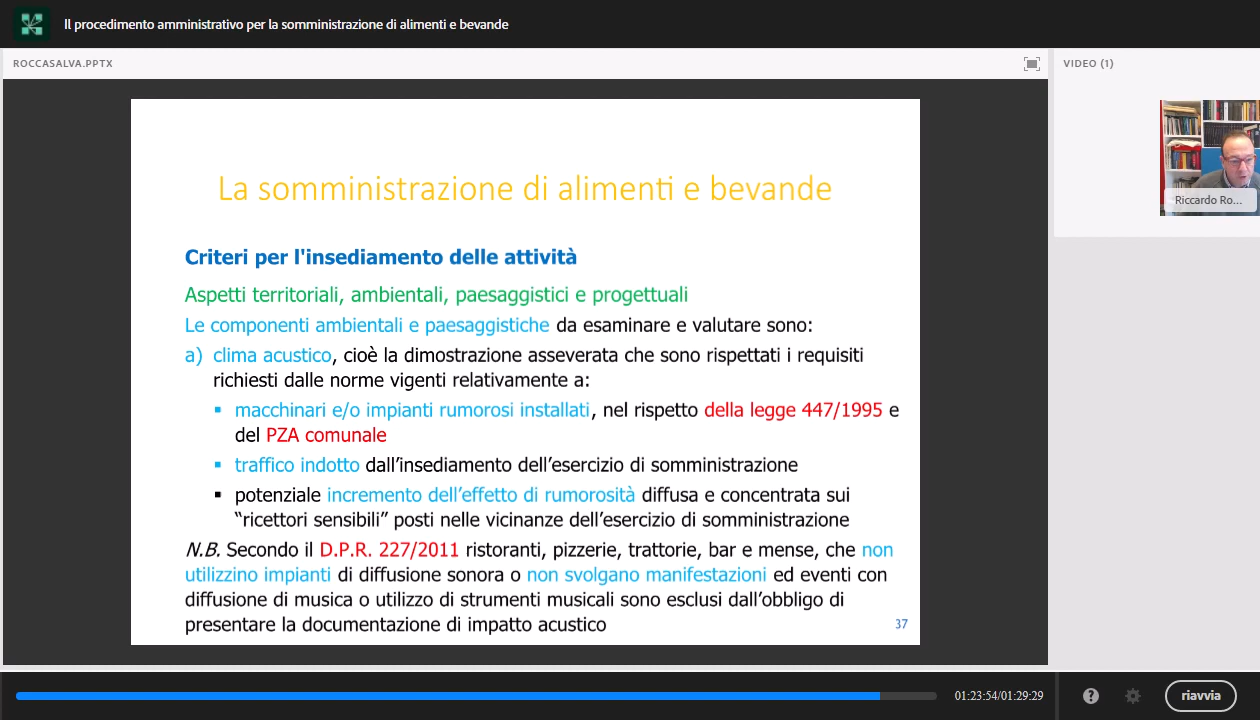 Il procedimento amministrativo per la somministrazione di alimenti e bevande
ROCCASALVA.PPTX
VIDEO (1)
La somministrazione di alimenti e bevande
Criteri per l'insediamento delle attività
Aspetti territoriali, ambientali, paesaggistici e progettuali
Le componenti ambientali e paesaggistiche da esaminare e valutare sono:
a) clima acustico, cioè la dimostrazione asseverata che sono rispettati i requisiti
richiesti dalle norme vigenti relativamente a:
▪ macchinari e/o impianti rumorosi installati, nel rispetto della legge 447/1995 e
del PZA comunale
▪ traffico indotto dall’insediamento dell’esercizio di somministrazione
▪ potenziale incremento dell’effetto di rumorosità diffusa e concentrata sui
“ricettori sensibili” posti nelle vicinanze dell’esercizio di somministrazione
N.B. Secondo il D.P.R. 227/2011 ristoranti, pizzerie, trattorie, bar e mense, che non
utilizzino impianti di diffusione sonora o non svolgano manifestazioni ed eventi con
diffusione di musica o utilizzo di strumenti musicali sono esclusi dall’obbligo di
presentare la documentazione di impatto acustico
37
Riccardo Ro...
01:23:54/01:29:29
?
riavvia